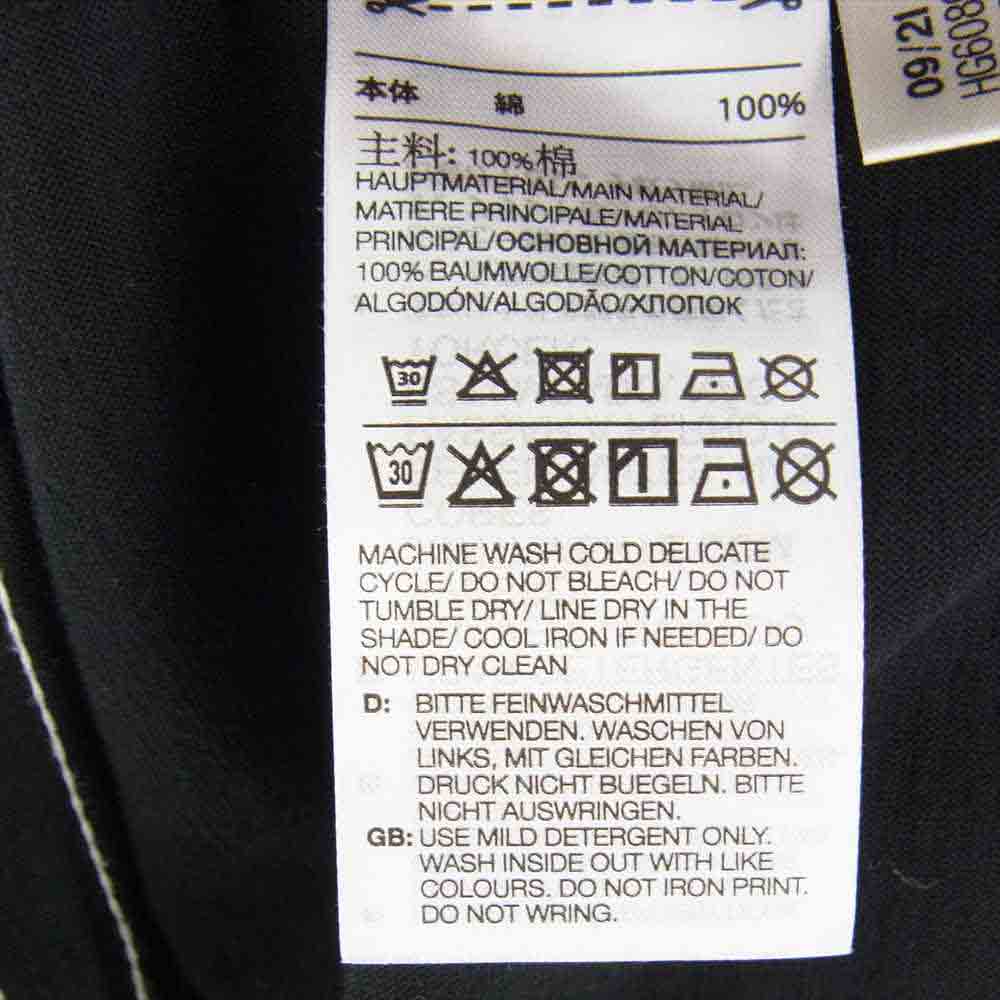 09/21
HG608
本体 綿 100%
主料: 100%棉
HAUPTMATERIAL/MAIN MATERIAL/
MATIERE PRINCIPALE/MATERIAL
PRINCIPAL/ОСНОВНОЙ МАТЕРИАЛ:
100% BAUMWOLLE/COTTON/COTON/
ALGODÓN/ALGODÃO/ХЛОПОК
30
30
MACHINE WASH COLD DELICATE
CYCLE/ DO NOT BLEACH/ DO NOT
TUMBLE DRY/ LINE DRY IN THE
SHADE/ COOL IRON IF NEEDED/ DO
NOT DRY CLEAN
D: BITTE FEINWASCHMITTEL
VERWENDEN. WASCHEN VON
LINKS, MIT GLEICHEN FARBEN.
DRUCK NICHT BUEGELN. BITTE
NICHT AUSWRINGEN.
GB: USE MILD DETERGENT ONLY.
WASH INSIDE OUT WITH LIKE
COLOURS. DO NOT IRON PRINT.
DO NOT WRING.